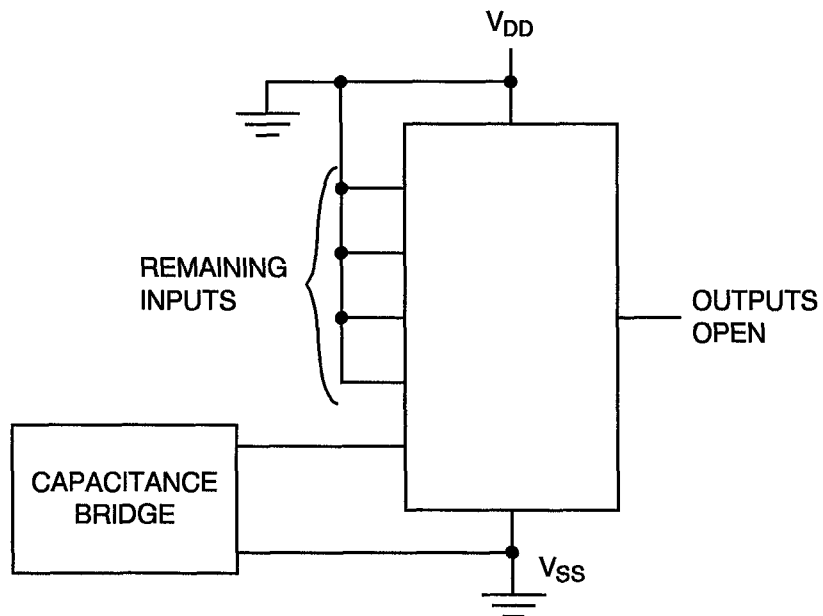 VDD
REMAINING
INPUTS
OUTPUTS
OPEN
CAPACITANCE
BRIDGE
VSS